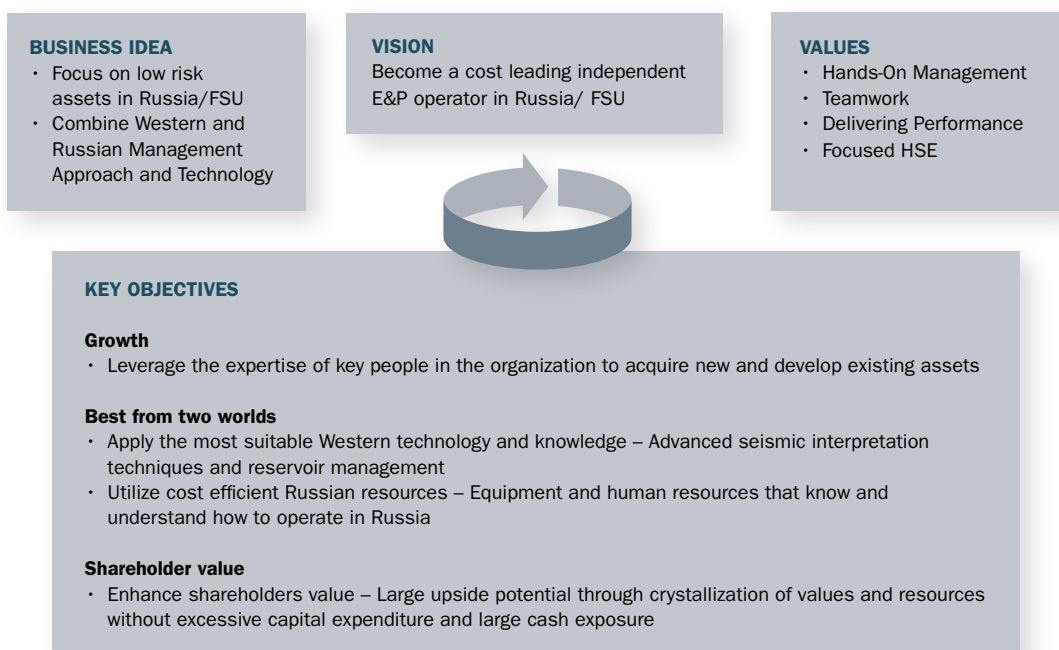 BUSINESS IDEA
· Focus on low risk
assets in Russia/FSU
· Combine Western and
Russian Management
Approach and Technology
VISION
Become a cost leading independent
E&P operator in Russia/ FSU
VALUES
· Hands-On Management
· Teamwork
· Delivering Performance
· Focused HSE
KEY OBJECTIVES
Growth
· Leverage the expertise of key people in the organization to acquire new and develop existing assets
Best from two worlds
· Apply the most suitable Western technology and knowledge – Advanced seismic interpretation
techniques and reservoir management
· Utilize cost efficient Russian resources – Equipment and human resources that know and
understand how to operate in Russia
Shareholder value
· Enhance shareholders value – Large upside potential through crystallization of values and resources
without excessive capital expenditure and large cash exposure